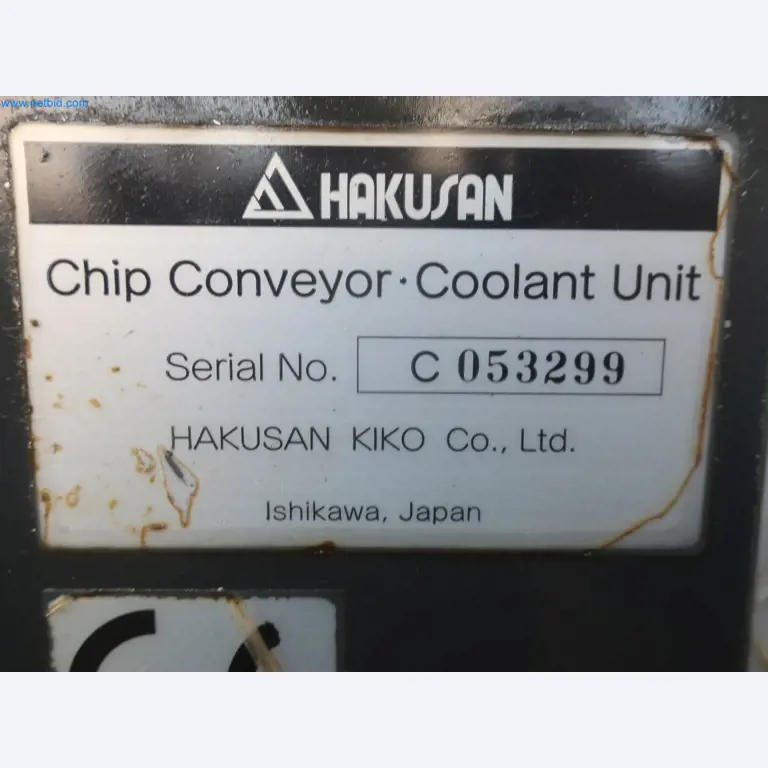 www.netbid.com
HAKUSAN
Chip Conveyor·Coolant Unit
Serial No. C 053299
HAKUSAN KIKO Co., Ltd.
Ishikawa, Japan